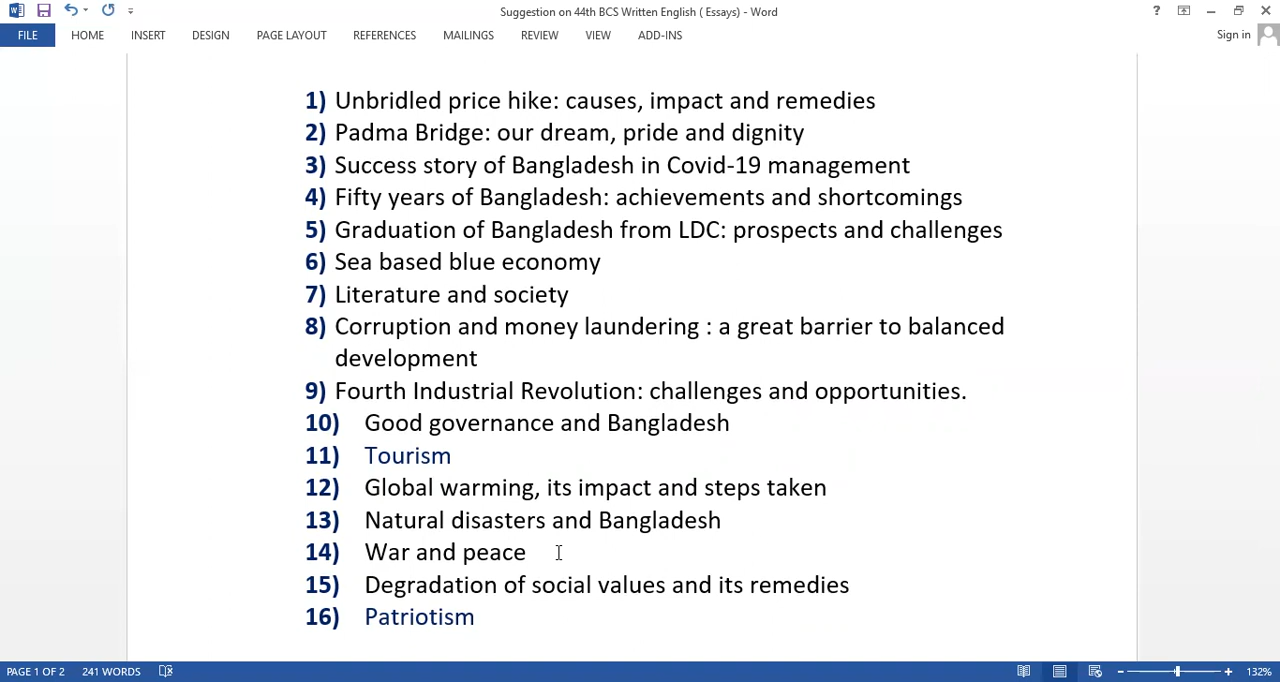 Suggestion on 44th BCS Written English ( Essays) - Word
?
FILE HOME INSERT DESIGN PAGE LAYOUT REFERENCES MAILINGS REVIEW VIEW ADD-INS Sign in
1) Unbridled price hike: causes, impact and remedies
2) Padma Bridge: our dream, pride and dignity
3) Success story of Bangladesh in Covid-19 management
4) Fifty years of Bangladesh: achievements and shortcomings
5) Graduation of Bangladesh from LDC: prospects and challenges
6) Sea based blue economy
7) Literature and society
8) Corruption and money laundering : a great barrier to balanced
development
9) Fourth Industrial Revolution: challenges and opportunities.
10) Good governance and Bangladesh
11) Tourism
12) Global warming, its impact and steps taken
13) Natural disasters and Bangladesh
14) War and peace
15) Degradation of social values and its remedies
16) Patriotism
PAGE 1 OF 2 241 WORDS 132%